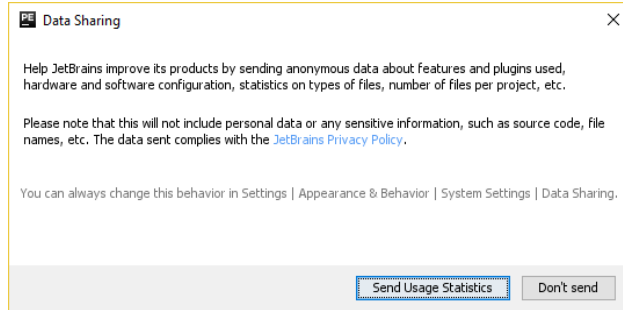 PE Data Sharing
Help JetBrains improve its products by sending anonymous data about features and plugins used,
hardware and software configuration, statistics on types of files, number of files per project, etc.
Please note that this will not include personal data or any sensitive information, such as source code, file
names, etc. The data sent complies with the JetBrains Privacy Policy.
You can always change this behavior in Settings | Appearance & Behavior | System Settings | Data Sharing.
Send Usage Statistics Don't send